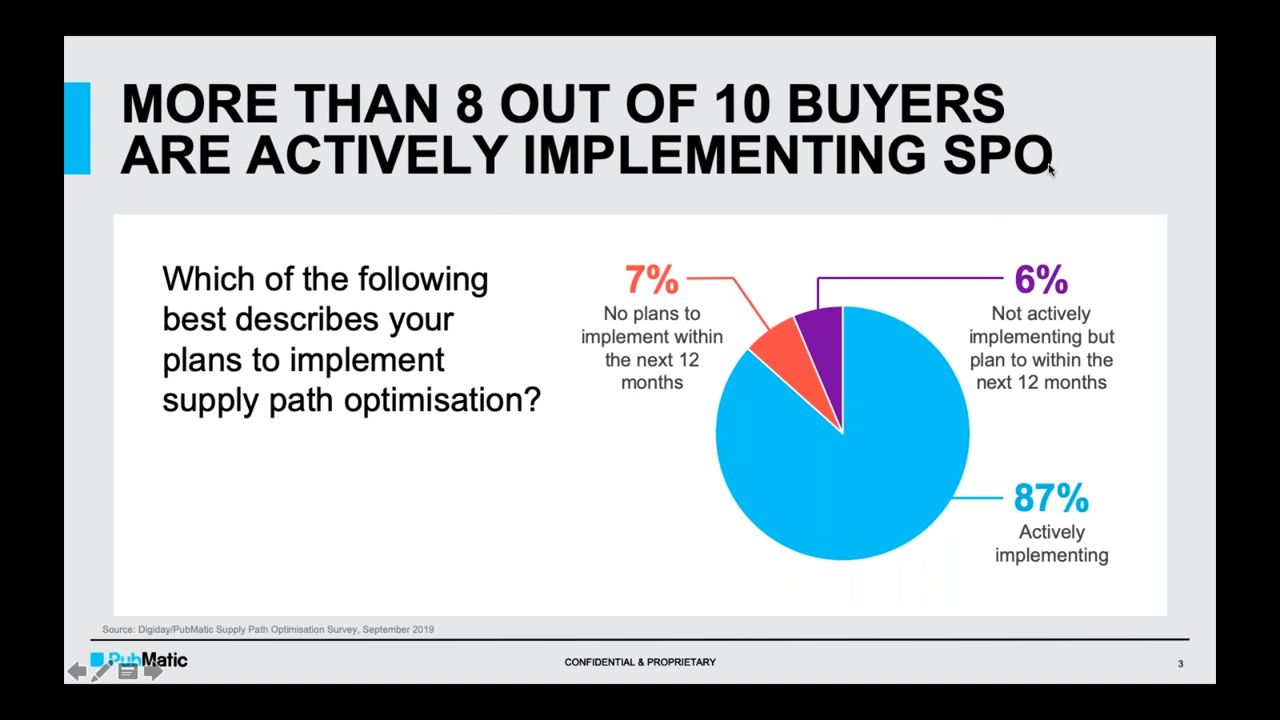 MORE THAN 8 OUT OF 10 BUYERS
ARE ACTIVELY IMPLEMENTING SPO
Which of the following
best describes your
plans to implement
supply path optimisation?
7%
No plans to
implement within
the next 12
months
6%
Not actively
implementing but
plan to within the
next 12 months
87%
Actively
implementing
Source: Digiday/PubMatic Supply Path Optimisation Survey, September 2019
PubMatic
CONFIDENTIAL & PROPRIETARY
3